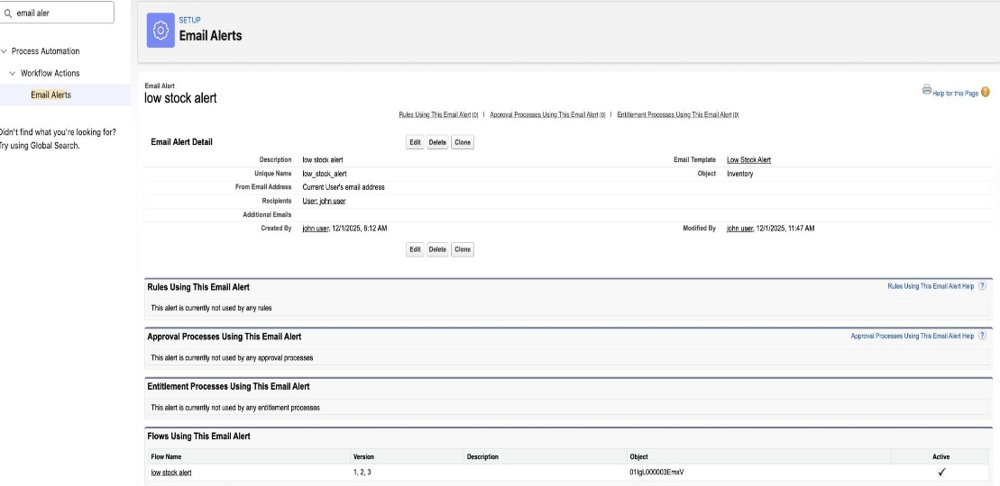 email aler
Process Automation
Workflow Actions
Email Alerts
Didn't find what you're looking for?
Try using Global Search.
SETUP
Email Alerts
Email Alert
low stock alert
Help for this Page
Rules Using This Email Alert [0] | Approval Processes Using This Email Alert [0] | Entitlement Processes Using This Email Alert [0]
Email Alert Detail Edit Delete Clone
Description low stock alert Email Template Low Stock Alert
Unique Name low_stock_alert Object Inventory
From Email Address Current User's email address
Recipients User: john user
Additional Emails
Created By john user, 12/1/2025, 6:12 AM Modified By john user, 12/1/2025, 11:47 AM
Edit Delete Clone
Rules Using This Email Alert Rules Using This Email Alert Help ?
This alert is currently not used by any rules
Approval Processes Using This Email Alert Approval Processes Using This Email Alert Help ?
This alert is currently not used by any approval processes
Entitlement Processes Using This Email Alert
This alert is currently not used by any entitlement processes
Flows Using This Email Alert
Flow Name Version Description Object Active
low stock alert 1, 2, 3 01IgL000003EmxV